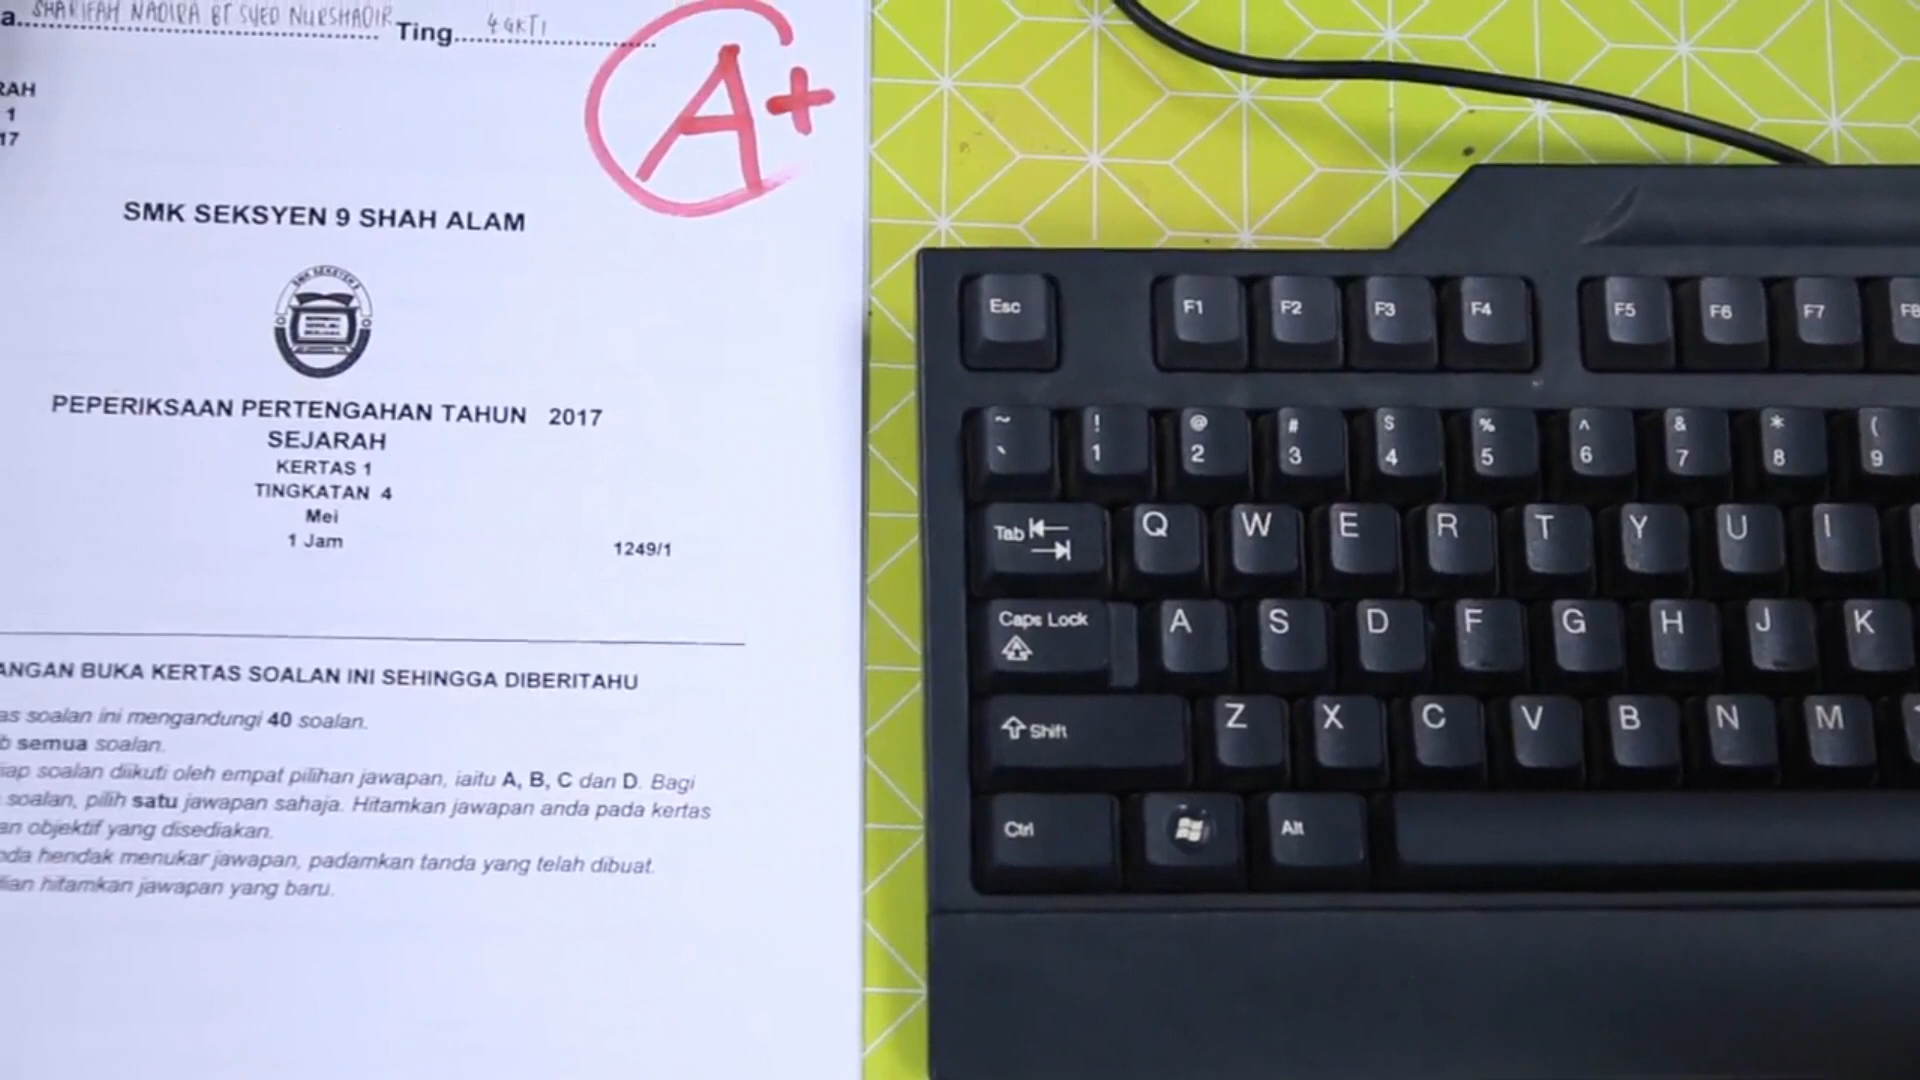 a. SHARIFAH NADIRA BT SYED NURSHADIR Ting. 4 GKT1
A+
RAH
1
17
SMK SEKSYEN 9 SHAH ALAM
PEPERIKSAAN PERTENGAHAN TAHUN 2017
SEJARAH
KERTAS 1
TINGKATAN 4
Mei
1 Jam
1249/1
ANGAN BUKA KERTAS SOALAN INI SEHINGGA DIBERITAHU
as soalan ini mengandungi 40 soalan.
b semua soalan.
iap soalan diikuti oleh empat pilihan jawapan, iaitu A, B, C dan D. Bagi
soalan, pilih satu jawapan sahaja. Hitamkan jawapan anda pada kertas
an objektif yang disediakan.
nda hendak menukar jawapan, padamkan tanda yang telah dibuat.
lian hitamkan jawapan yang baru.
Esc F1 F2 F3 F4 F5 F6 F7 F8
~ ! @ # $ % ^ & * (
` 1 2 3 4 5 6 7 8 9
Tab Q W E R T Y U I
Caps Lock A S D F G H J K
Shift Z X C V B N M
Ctrl Alt